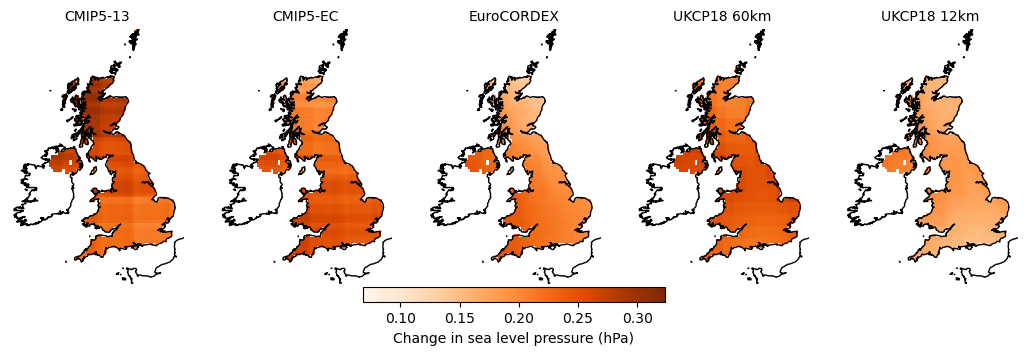 CMIP5-13 CMIP5-EC EuroCORDEX UKCP18 60km UKCP18 12km
0.10 0.15 0.20 0.25 0.30
Change in sea level pressure (hPa)